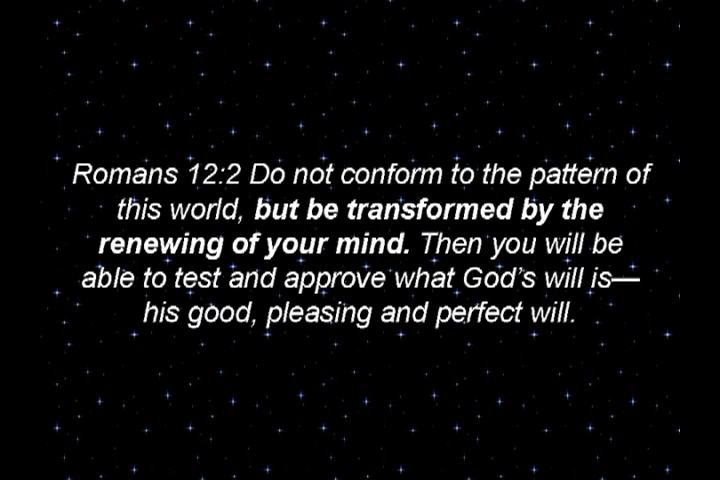 Romans 12:2 Do not conform to the pattern of
this world, but be transformed by the
renewing of your mind. Then you will be
able to test and approve what God's will is—
his good, pleasing and perfect will.